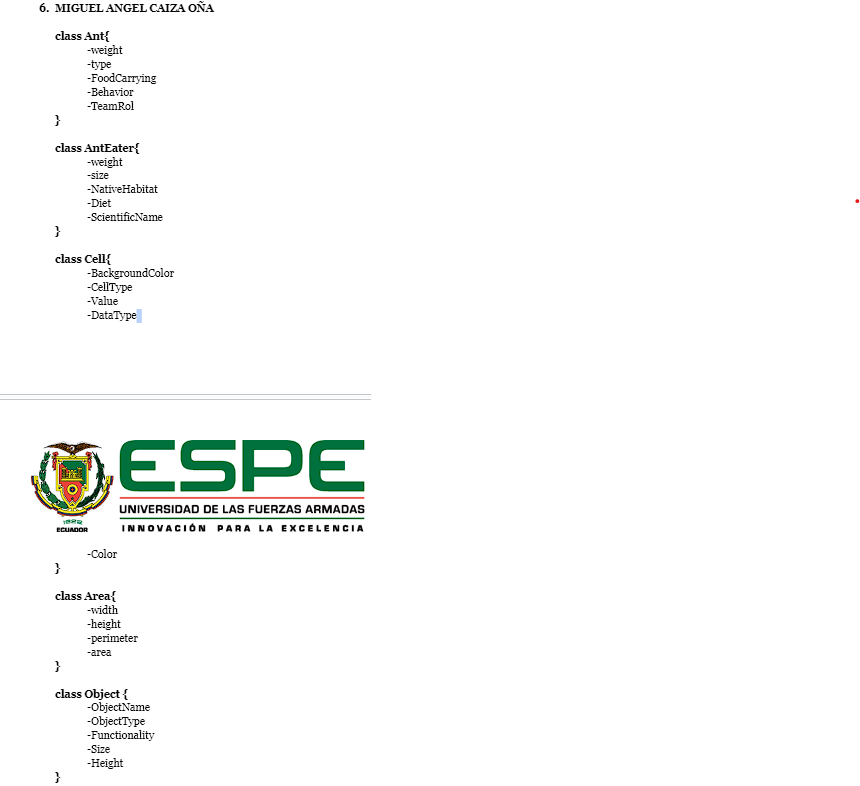 6. MIGUEL ANGEL CAIZA OÑA
class Ant{
-weight
-type
-FoodCarrying
-Behavior
-TeamRol
}
class AntEater{
-weight
-size
-NativeHabitat
-Diet
-ScientificName
}
class Cell{
-BackgroundColor
-CellType
-Value
-DataType
ESPE
UNIVERSIDAD DE LAS FUERZAS ARMADAS
INNOVACIÓN PARA LA EXCELENCIA
1922
ECUADOR
-Color
}
class Area{
-width
-height
-perimeter
-area
}
class Object {
-ObjectName
-ObjectType
-Functionality
-Size
-Height
}